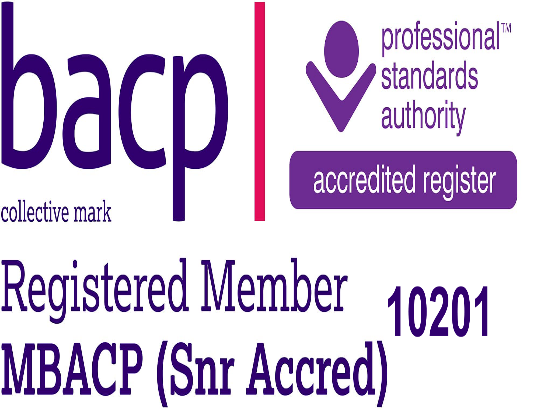 bacp
collective mark
professional™
standards
authority
accredited register
Registered Member
MBACP (Snr Accred)
10201